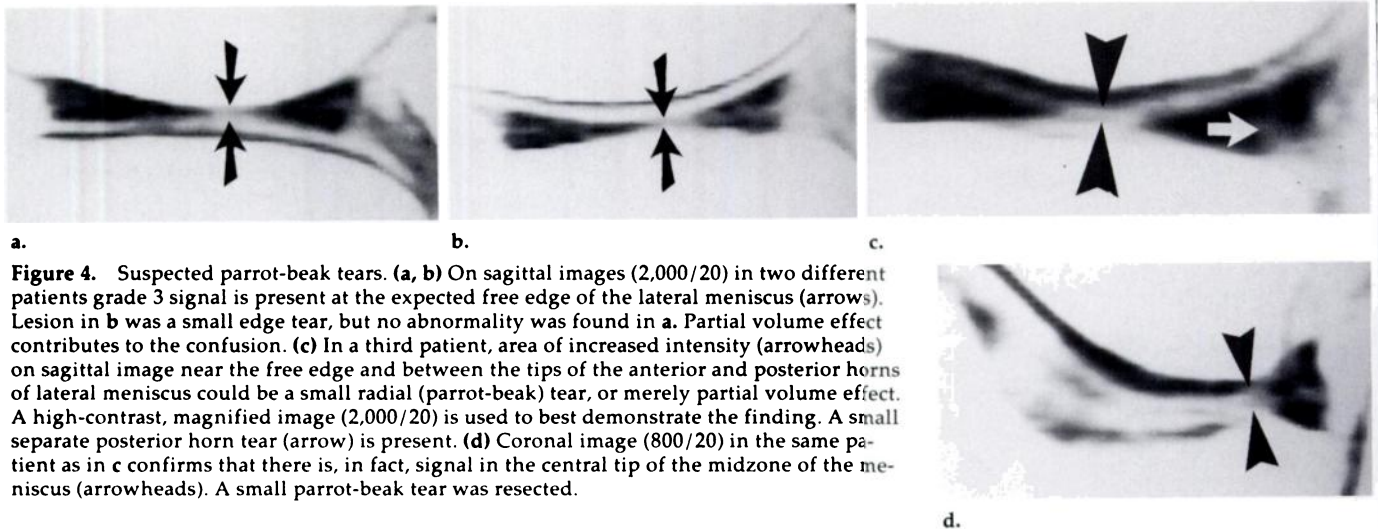 a.
b.
c.
Figure 4. Suspected parrot-beak tears. (a, b) On sagittal images (2,000/20) in two different
patients grade 3 signal is present at the expected free edge of the lateral meniscus (arrows).
Lesion in b was a small edge tear, but no abnormality was found in a. Partial volume effect
contributes to the confusion. (c) In a third patient, area of increased intensity (arrowheads)
on sagittal image near the free edge and between the tips of the anterior and posterior horns
of lateral meniscus could be a small radial (parrot-beak) tear, or merely partial volume effect.
A high-contrast, magnified image (2,000/20) is used to best demonstrate the finding. A small
separate posterior horn tear (arrow) is present. (d) Coronal image (800/20) in the same pa-
tient as in c confirms that there is, in fact, signal in the central tip of the midzone of the me-
niscus (arrowheads). A small parrot-beak tear was resected.
d.